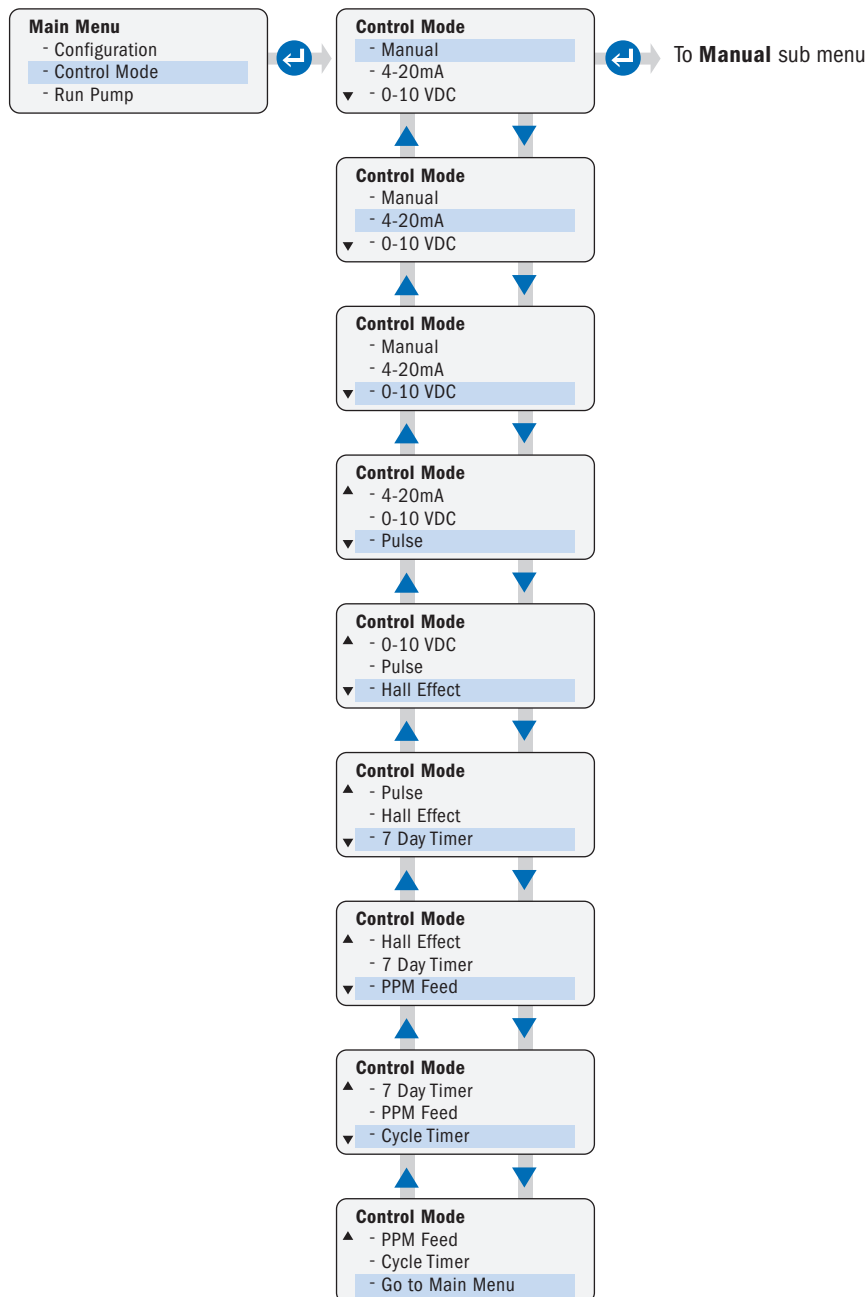 Main Menu
- Configuration
- Control Mode
- Run Pump
Control Mode
- Manual
- 4-20mA
- 0-10 VDC
To Manual sub menu
Control Mode
- Manual
- 4-20mA
- 0-10 VDC
Control Mode
- Manual
- 4-20mA
- 0-10 VDC
Control Mode
- 4-20mA
- 0-10 VDC
- Pulse
Control Mode
- 0-10 VDC
- Pulse
- Hall Effect
Control Mode
- Pulse
- Hall Effect
- 7 Day Timer
Control Mode
- Hall Effect
- 7 Day Timer
- PPM Feed
Control Mode
- 7 Day Timer
- PPM Feed
- Cycle Timer
Control Mode
- PPM Feed
- Cycle Timer
- Go to Main Menu